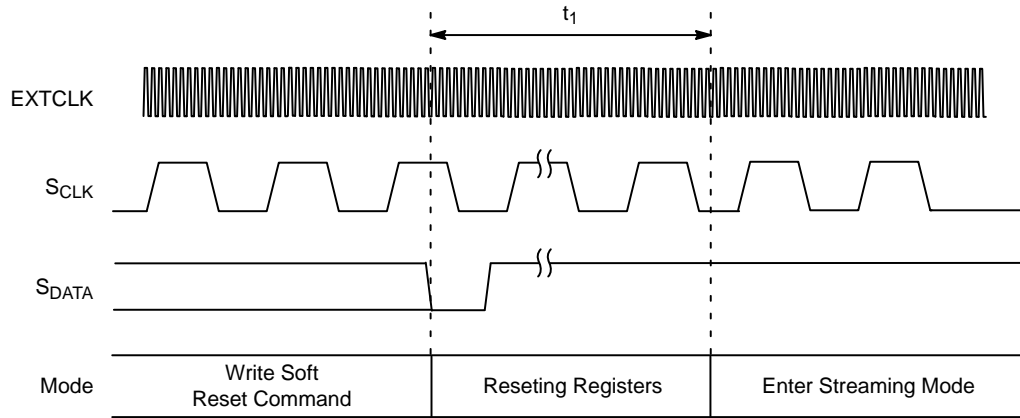 t1
EXTCLK
SCLK
SDATA
Mode
Write Soft
Reset Command
Reseting Registers
Enter Streaming Mode